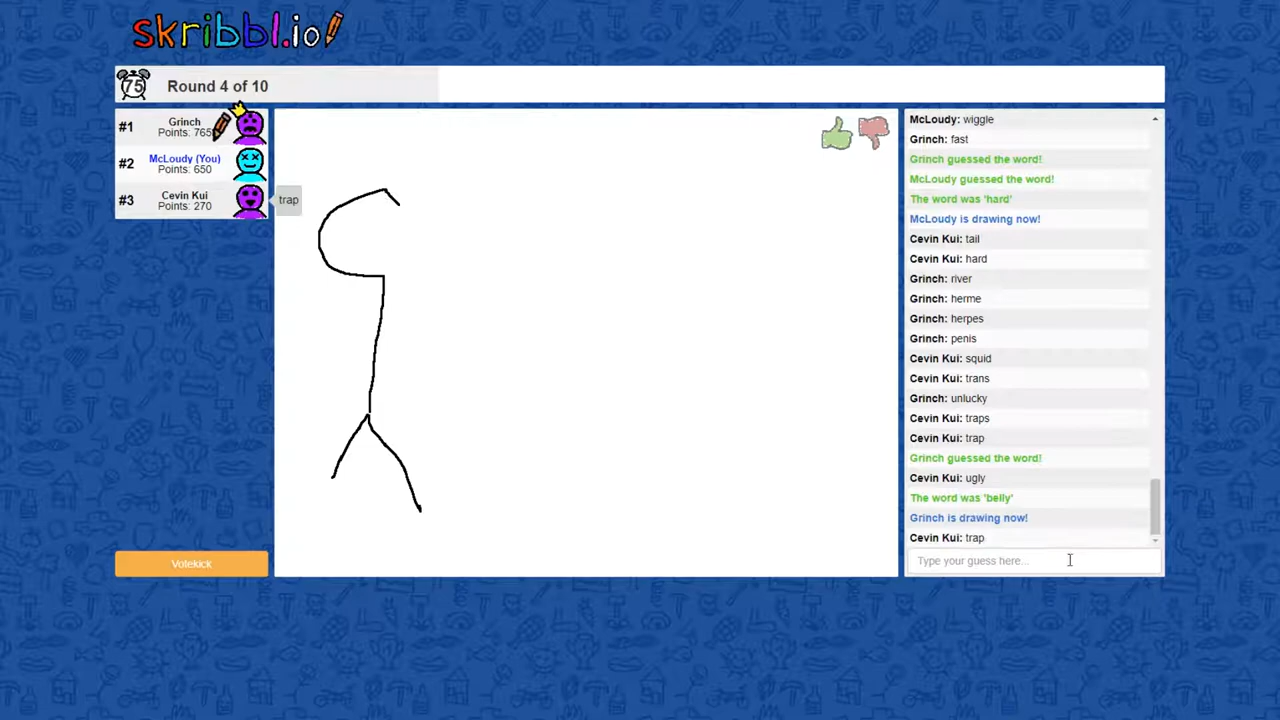 skribbl.io
75
Round 4 of 10
#1
Grinch
Points: 765
#2
McLoudy (You)
Points: 650
#3
Cevin Kui
Points: 270
trap
Votekick
McLoudy: wiggle
Grinch: fast
Grinch guessed the word!
McLoudy guessed the word!
The word was 'hard'
McLoudy is drawing now!
Cevin Kui: tail
Cevin Kui: hard
Grinch: river
Grinch: herme
Grinch: herpes
Grinch: penis
Cevin Kui: squid
Cevin Kui: trans
Grinch: unlucky
Cevin Kui: traps
Cevin Kui: trap
Grinch guessed the word!
Cevin Kui: ugly
The word was 'belly'
Grinch is drawing now!
Cevin Kui: trap
Type your guess here...